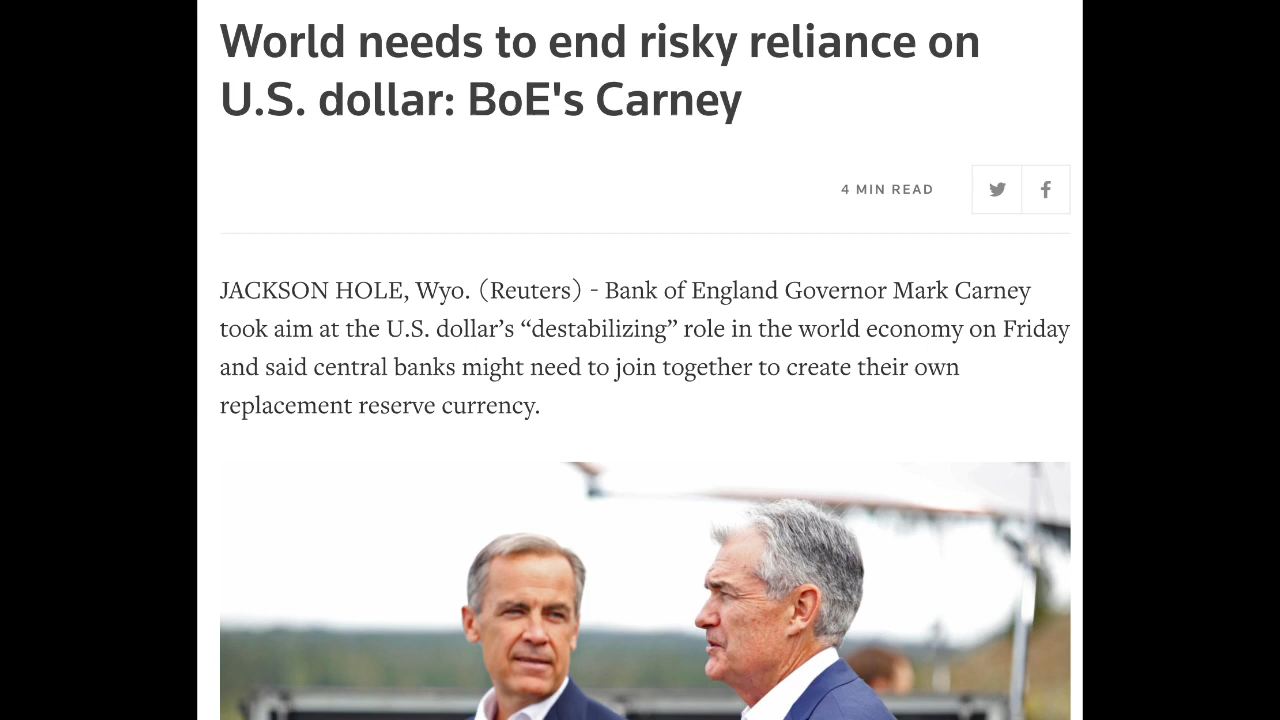 World needs to end risky reliance on
U.S. dollar: BoE's Carney
4 MIN READ
JACKSON HOLE, Wyo. (Reuters) - Bank of England Governor Mark Carney
took aim at the U.S. dollar’s “destabilizing” role in the world economy on Friday
and said central banks might need to join together to create their own
replacement reserve currency.